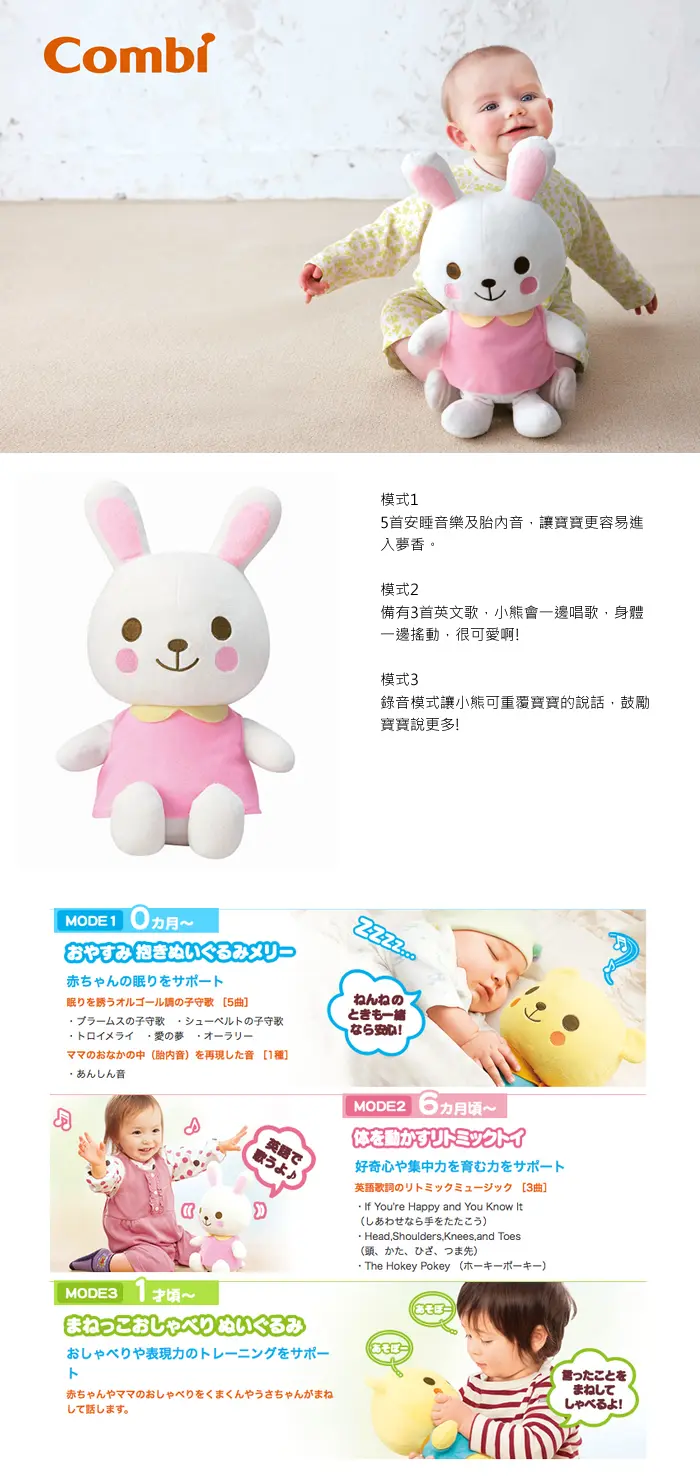 Combi
模式1
5首安睡音樂及胎內音，讓寶寶更容易進
入夢香。
模式2
備有3首英文歌，小熊會一邊唱歌，身體
一邊搖動，很可愛啊!
模式3
錄音模式讓小熊可重覆寶寶的說話，鼓勵
寶寶說更多!
MODE1 0カ月～
おやすみ 抱きぬいぐるみメリー
赤ちゃんの眠りをサポート
眠りを誘うオルゴール調の子守歌 ［5曲］
・ブラームスの子守歌 ・シューベルトの子守歌
・トロイメライ ・愛の夢 ・オーラリー
ママのおなかの中（胎内音）を再現した音 ［1種］
・あんしん音
zzzz...
ねんねの
ときも一緒
なら安心!
英語で
歌うよ♪
MODE2 6カ月頃～
体を動かすリトミックトイ
好奇心や集中力を育む力をサポート
英語歌詞のリトミックミュージック ［3曲］
・If You're Happy and You Know It
（しあわせなら手をたたこう）
・Head,Shoulders,Knees,and Toes
（頭、かた、ひざ、つま先）
・The Hokey Pokey （ホーキーポーキー）
MODE3 1才頃～
まねっこおしゃべり ぬいぐるみ
おしゃべりや表現力のトレーニングをサポー
ト
赤ちゃんやママのおしゃべりをくまくんやうさちゃんがまね
して話します。
あそぼー
あそぼー
言ったことを
まねして
しゃべるよ!